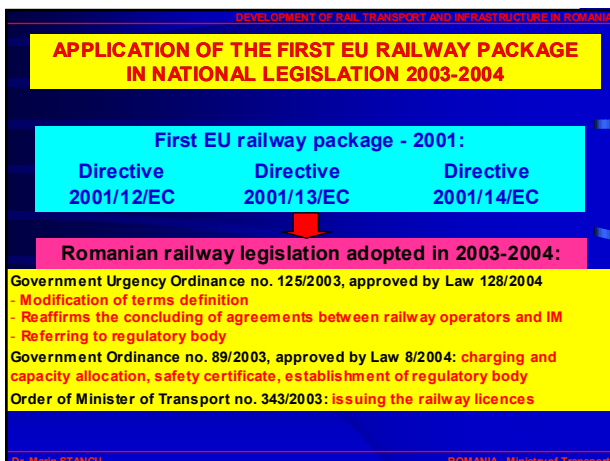 DEVELOPMENT OF RAIL TRANSPORT AND INFRASTRUCTURE IN ROMANIA
APPLICATION OF THE FIRST EU RAILWAY PACKAGE
IN NATIONAL LEGISLATION 2003-2004
First EU railway package - 2001:
Directive Directive Directive
2001/12/EC 2001/13/EC 2001/14/EC
Romanian railway legislation adopted in 2003-2004:
Government Urgency Ordinance no. 125/2003, approved by Law 128/2004
- Modification of terms definition
- Reaffirms the concluding of agreements between railway operators and IM
- Referring to regulatory body
Government Ordinance no. 89/2003, approved by Law 8/2004: charging and
capacity allocation, safety certificate, establishment of regulatory body
Order of Minister of Transport no. 343/2003: issuing the railway licences
Dr. Marin STANCU ROMANIA - Ministry of Transport